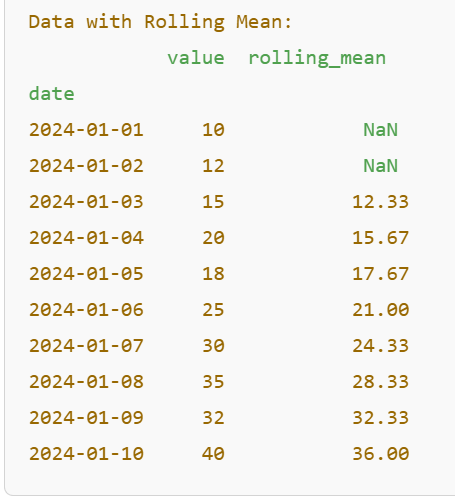 Data with Rolling Mean:
value rolling_mean
date
2024-01-01 10 NaN
2024-01-02 12 NaN
2024-01-03 15 12.33
2024-01-04 20 15.67
2024-01-05 18 17.67
2024-01-06 25 21.00
2024-01-07 30 24.33
2024-01-08 35 28.33
2024-01-09 32 32.33
2024-01-10 40 36.00